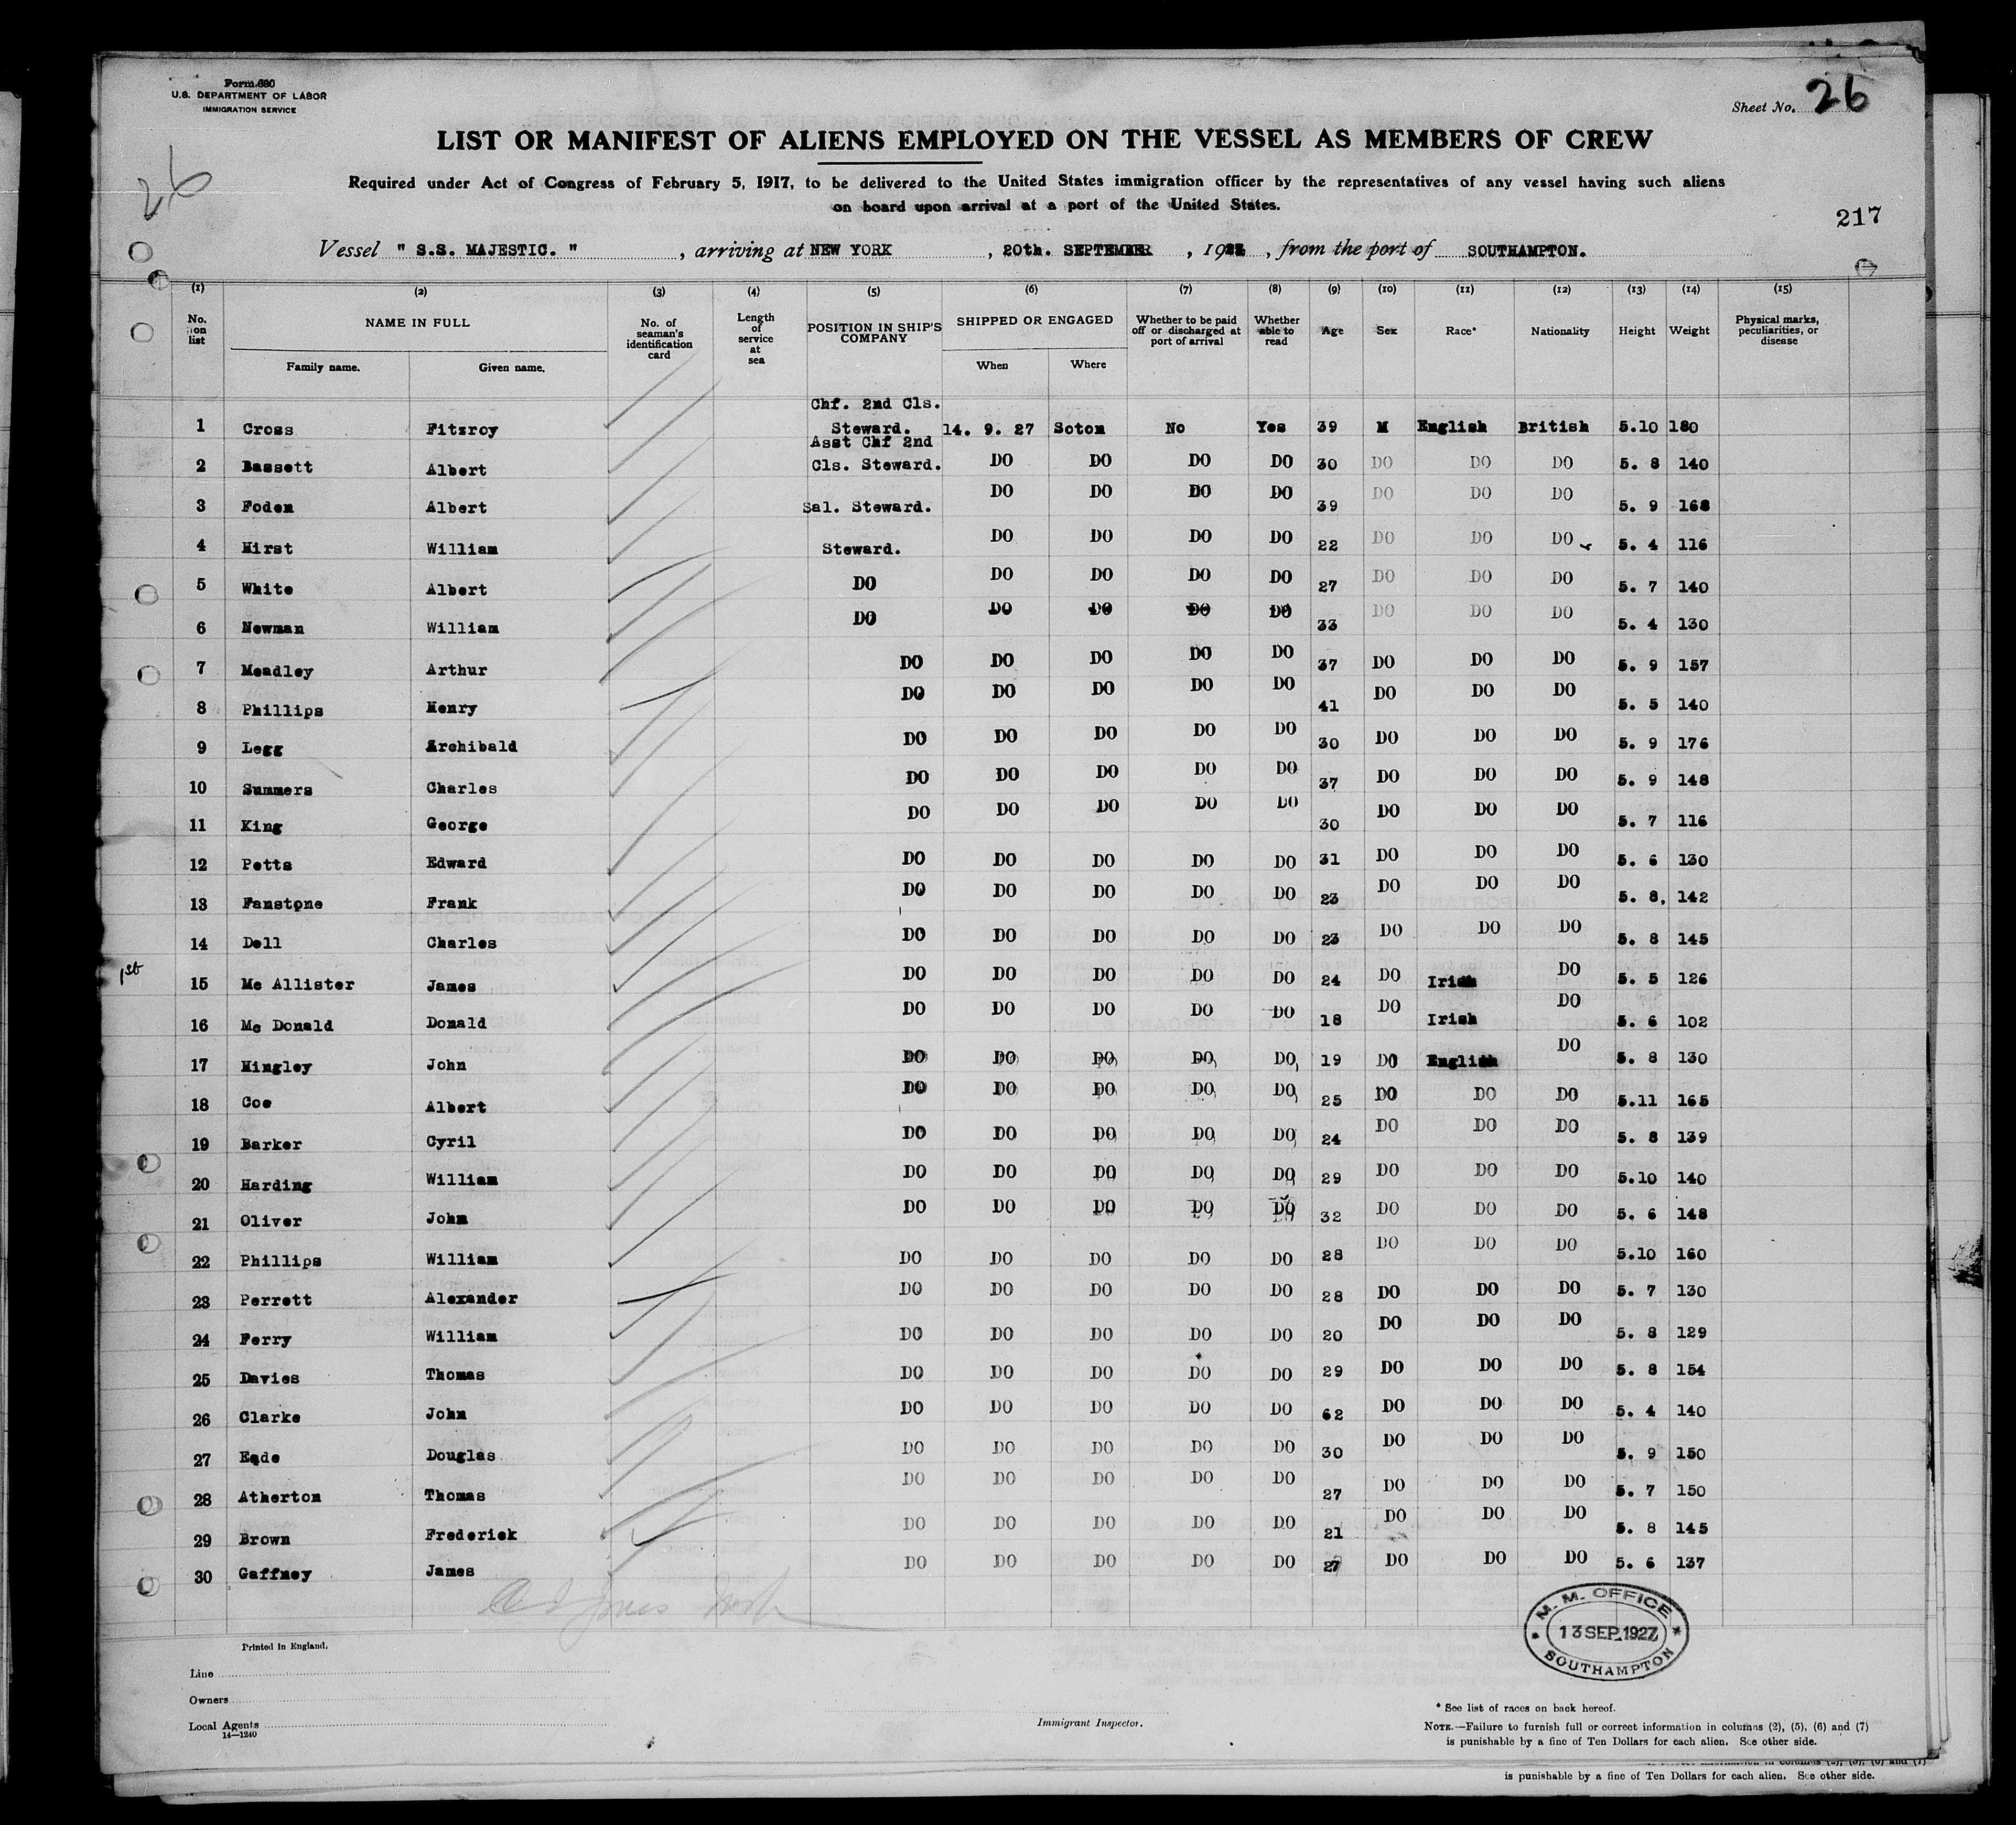 Form 680
U.S. DEPARTMENT OF LABOR
IMMIGRATION SERVICE
Sheet No. 26
LIST OR MANIFEST OF ALIENS EMPLOYED ON THE VESSEL AS MEMBERS OF CREW
26
Required under Act of Congress of February 5, 1917, to be delivered to the United States immigration officer by the representatives of any vessel having such aliens
on board upon arrival at a port of the United States.
217
Vessel " S.S. MAJESTIC. ", arriving at NEW YORK, 20th. SEPTEMBER, 19, from the port of SOUTHAMPTON.
(1) (2) (3) (4) (5) (6) (7) (8) (9) (10) (11) (12) (13) (14) (15)
No. on list NAME IN FULL Family name. Given name. No. of seaman's identification card Length of service at sea POSITION IN SHIP'S COMPANY SHIPPED OR ENGAGED When Where Whether to be paid off or discharged at port of arrival Whether able to read Age Sex Race* Nationality Height Weight Physical marks, peculiarities, or disease
1 Cross Fitzroy Chf. 2nd Cls. Steward. 14. 9. 27 Soton No Yes 39 M English British 5.10 180
2 Bassett Albert Asst Chf 2nd Cls. Steward. DO DO DO DO 30 DO DO DO 5. 8 140
3 Foden Albert Sal. Steward. DO DO DO DO 39 DO DO DO 5. 9 168
4 Hirst William Steward. DO DO DO DO 22 DO DO DO 5. 4 116
5 White Albert DO DO DO DO DO 27 DO DO DO 5. 7 140
6 Newman William DO DO DO DO DO 33 DO DO DO 5. 4 130
7 Meadley Arthur DO DO DO DO DO 37 DO DO DO 5. 9 157
8 Phillips Henry DO DO DO DO DO 41 DO DO DO 5. 5 140
9 Legg Archibald DO DO DO DO DO 30 DO DO DO 5. 9 176
10 Summers Charles DO DO DO DO DO 37 DO DO DO 5. 9 148
11 King George DO DO DO DO DO 30 DO DO DO 5. 7 116
12 Petts Edward DO DO DO DO DO 31 DO DO DO 5. 6 130
13 Fanstone Frank DO DO DO DO DO 23 DO DO DO 5. 8, 142
14 Dell Charles DO DO DO DO DO 23 DO DO DO 5. 8 145
1st 15 Mc Allister James DO DO DO DO DO 24 DO Irish DO 5. 5 126
16 Mc Donald Donald DO DO DO DO DO 18 DO Irish DO 5. 6 102
17 Hingley John DO DO DO DO DO 19 DO English DO 5. 8 130
18 Coe Albert DO DO DO DO DO 25 DO DO DO 5.11 165
19 Barker Cyril DO DO DO DO DO 24 DO DO DO 5. 8 139
20 Harding William DO DO DO DO DO 29 DO DO DO 5.10 140
21 Oliver John DO DO DO DO DO 32 DO DO DO 5. 6 148
22 Phillips William DO DO DO DO DO 28 DO DO DO 5.10 160
23 Perrett Alexander DO DO DO DO DO 28 DO DO DO 5. 7 130
24 Ferry William DO DO DO DO DO 20 DO DO DO 5. 8 129
25 Davies Thomas DO DO DO DO DO 29 DO DO DO 5. 8 154
26 Clarke John DO DO DO DO DO 62 DO DO DO 5. 4 140
27 Eade Douglas DO DO DO DO DO 30 DO DO DO 5. 9 150
28 Atherton Thomas DO DO DO DO DO 27 DO DO DO 5. 7 150
29 Brown Frederick DO DO DO DO DO 21 DO DO DO 5. 8 145
30 Gaffney James DO DO DO DO DO 27 DO DO DO 5. 6 137
M. M. OFFICE
13 SEP. 1927
SOUTHAMPTON
Printed in England.
Line
Owners
Local Agents
14—1240
Immigrant Inspector.
* See list of races on back hereof.
NOTE.—Failure to furnish full or correct information in columns (2), (5), (6) and (7)
is punishable by a fine of Ten Dollars for each alien. See other side.
is punishable by a fine of Ten Dollars for each alien. See other side.